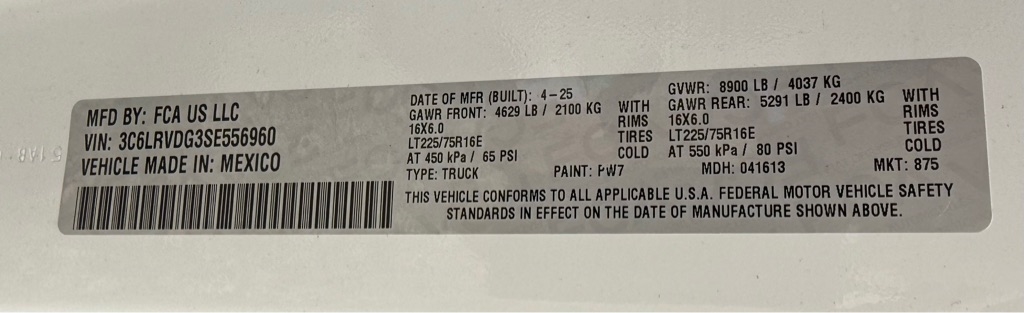 MFD BY: FCA US LLC
VIN: 3C6LRVDG3SE556960
VEHICLE MADE IN: MEXICO
DATE OF MFR (BUILT): 4-25
GAWR FRONT: 4629 LB / 2100 KG WITH
16X6.0 RIMS
LT225/75R16E TIRES
AT 450 kPa / 65 PSI COLD
TYPE: TRUCK PAINT: PW7
GVWR: 8900 LB / 4037 KG
GAWR REAR: 5291 LB / 2400 KG WITH
16X6.0 RIMS
LT225/75R16E TIRES
AT 550 kPa / 80 PSI COLD
MDH: 041613 MKT: 875
THIS VEHICLE CONFORMS TO ALL APPLICABLE U.S.A. FEDERAL MOTOR VEHICLE SAFETY
STANDARDS IN EFFECT ON THE DATE OF MANUFACTURE SHOWN ABOVE.